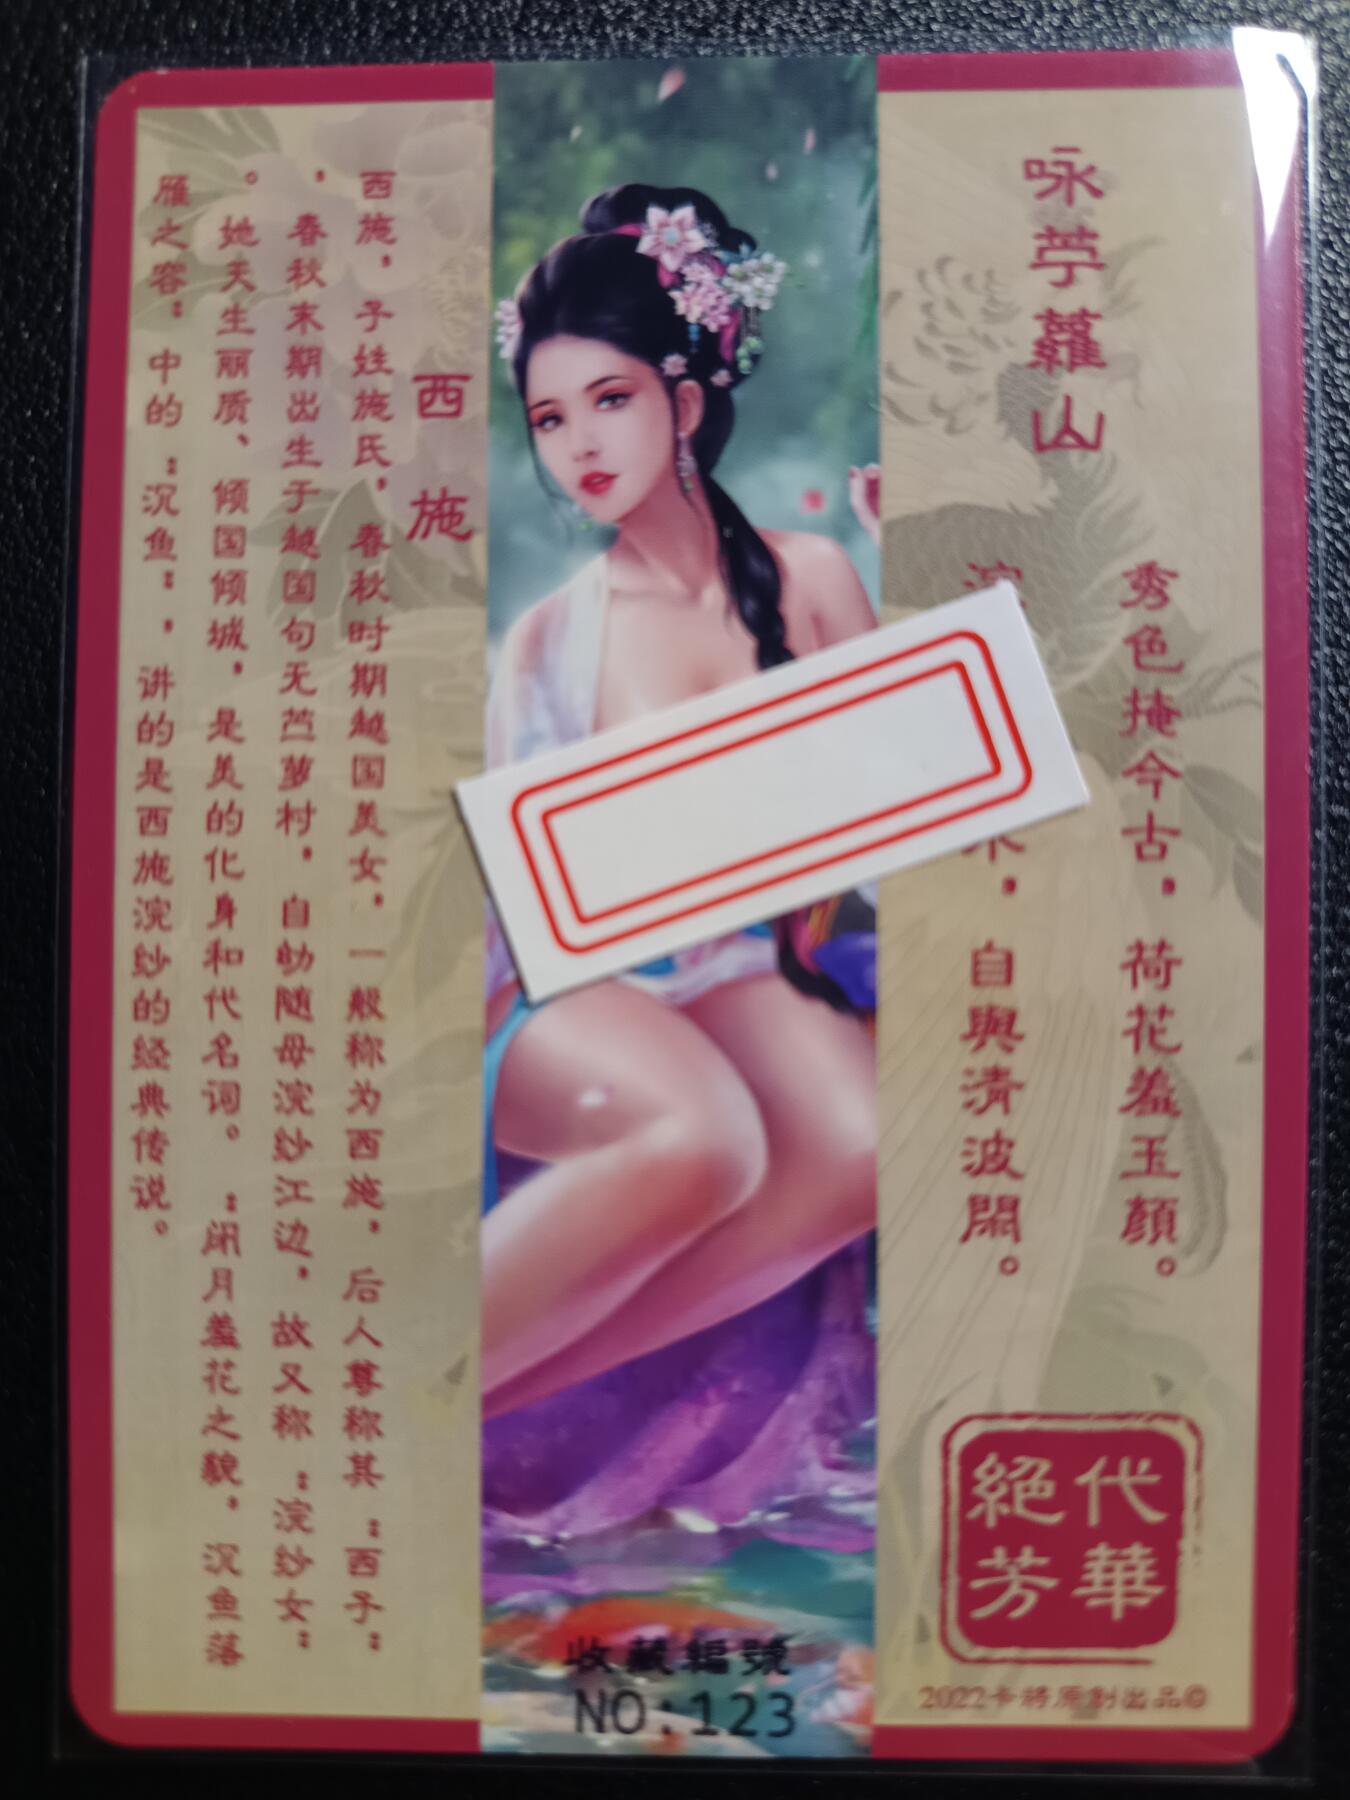 咏苧蘿山
秀色掩今古，荷花羞玉顏。
浣，自與清波閑。
代華
絕芳
2022卡將原創出品©
收藏編號
NO:123
西施
西施，子姓施氏，春秋时期越国美女，一般称为西施，后人尊称其：西子：
，春秋末期出生于越国句无苎萝村，自幼随母浣纱江边，故又称：浣纱女：
。她天生丽质、倾国倾城，是美的化身和代名词。：闭月羞花之貌，沉鱼落
雁之容：中的：沉鱼：，讲的是西施浣纱的经典传说。